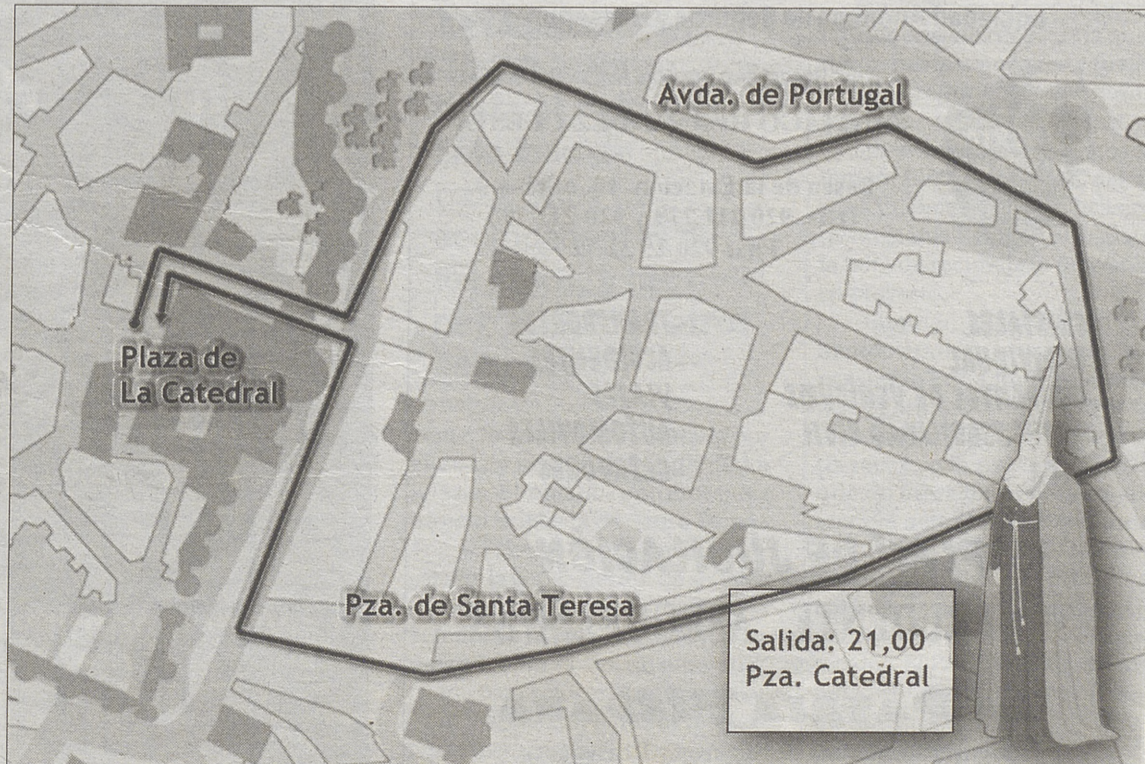 Avda. de Portugal
Plaza de
La Catedral
Pza. de Santa Teresa
Salida: 21,00
Pza. Catedral